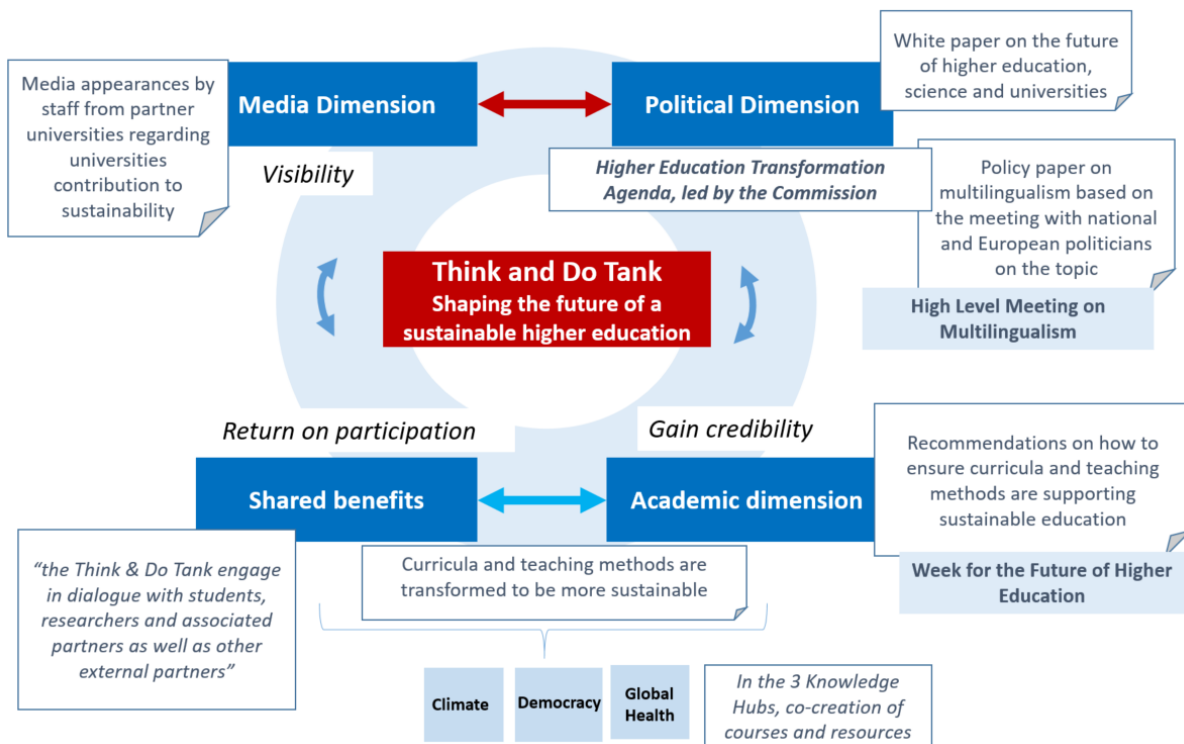 Media appearances by
staff from partner
universities regarding
universities
contribution to
sustainability
Media Dimension
Political Dimension
White paper on the future
of higher education,
science and universities
Visibility
Higher Education Transformation
Agenda, led by the Commission
Policy paper on
multilingualism based on
the meeting with national
and European politicians
on the topic
High Level Meeting on
Multilingualism
Think and Do Tank
Shaping the future of a
sustainable higher education
Return on participation
Gain credibility
Shared benefits
Academic dimension
Recommendations on how to
ensure curricula and teaching
methods are supporting
sustainable education
Week for the Future of Higher
Education
“the Think & Do Tank engage
in dialogue with students,
researchers and associated
partners as well as other
external partners”
Curricula and teaching methods are
transformed to be more sustainable
Climate
Democracy
Global
Health
In the 3 Knowledge
Hubs, co-creation of
courses and resources